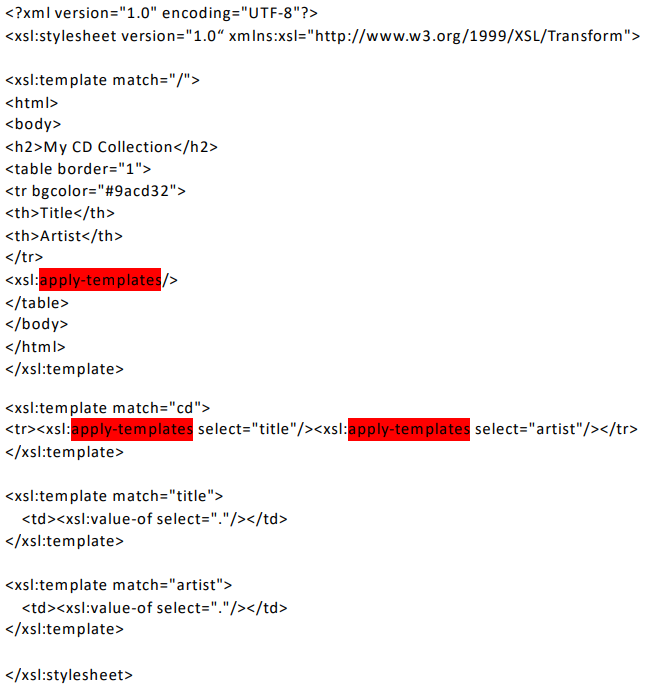 <?xml version="1.0" encoding="UTF-8"?>
<xsl:stylesheet version="1.0“ xmlns:xsl="http://www.w3.org/1999/XSL/Transform">
<xsl:template match="/">
<html>
<body>
<h2>My CD Collection</h2>
<table border="1">
<tr bgcolor="#9acd32">
<th>Title</th>
<th>Artist</th>
</tr>
<xsl:apply-templates/>
</table>
</body>
</html>
</xsl:template>
<xsl:template match="cd">
<tr><xsl:apply-templates select="title"/><xsl:apply-templates select="artist"/></tr>
</xsl:template>
<xsl:template match="title">
<td><xsl:value-of select="."/></td>
</xsl:template>
<xsl:template match="artist">
<td><xsl:value-of select="."/></td>
</xsl:template>
</xsl:stylesheet>